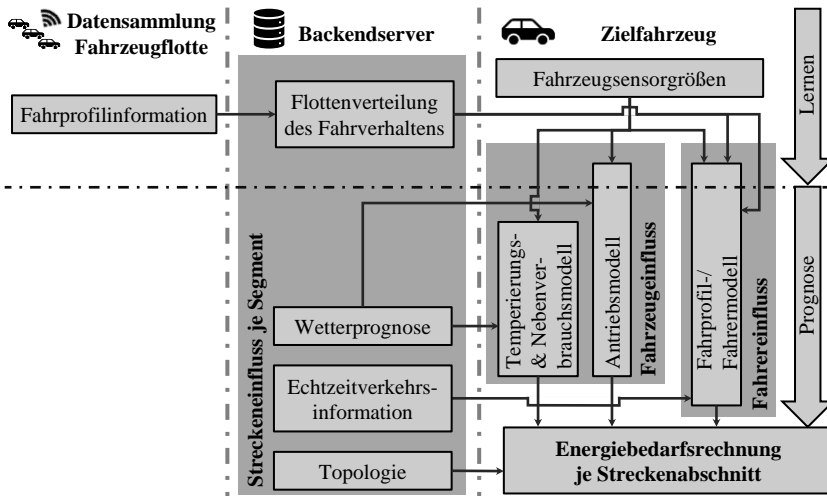 Datensammlung
Fahrzeugflotte
Backendserver
Zielfahrzeug
Fahrprofilinformation
Flottenverteilung
des Fahrverhaltens
Fahrzeugsensorgrößen
Lernen
Streckeneinfluss je Segment
Wetterprognose
Echtzeitverkehrs-
information
Topologie
Temperierungs-
& Nebenver-
brauchsmodell
Antriebsmodell
Fahrzeugeinfluss
Fahrprofil-/
Fahrermodell
Fahrereinfluss
Prognose
Energiebedarfsrechnung
je Streckenabschnitt